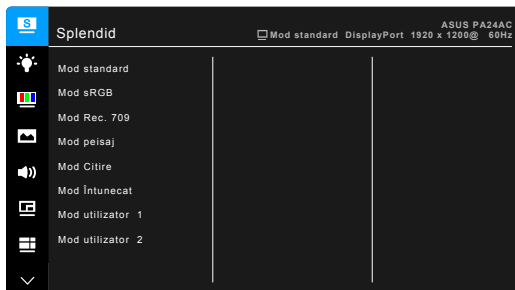 S
Splendid
ASUS PA24AC
Mod standard DisplayPort 1920 x 1200@ 60Hz
Mod standard
Mod sRGB
Mod Rec. 709
Mod peisaj
Mod Citire
Mod Întunecat
Mod utilizator 1
Mod utilizator 2